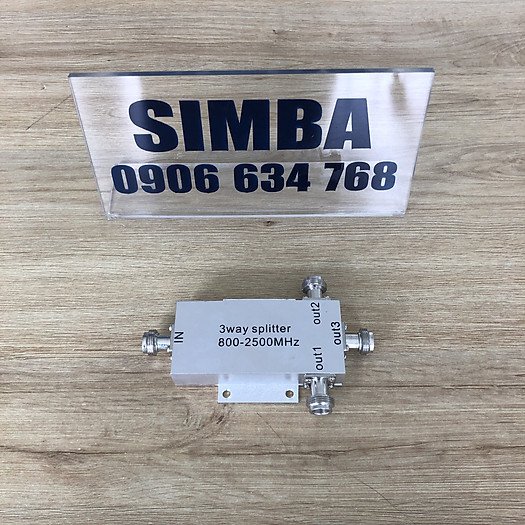 SIMBA
0906 634 768
IN
3way splitter
800-2500MHz
out1
out2
out3